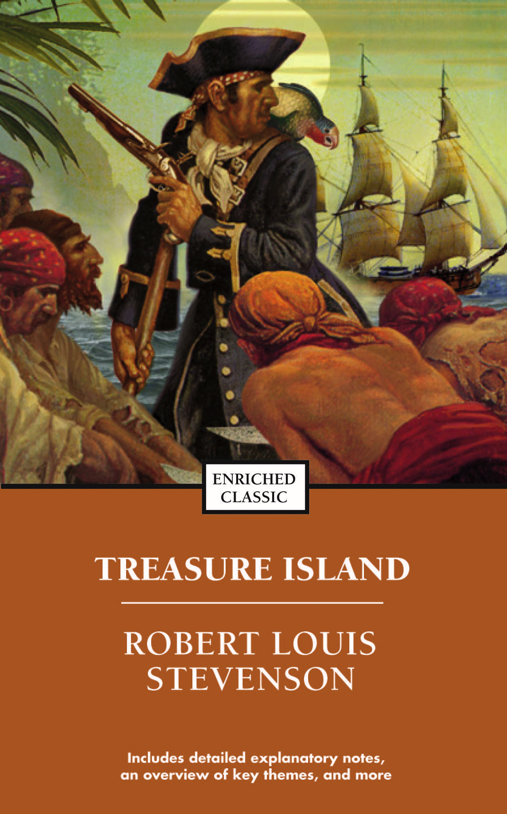 ENRICHED
CLASSIC
TREASURE ISLAND
ROBERT LOUIS
STEVENSON
Includes detailed explanatory notes,
an overview of key themes, and more